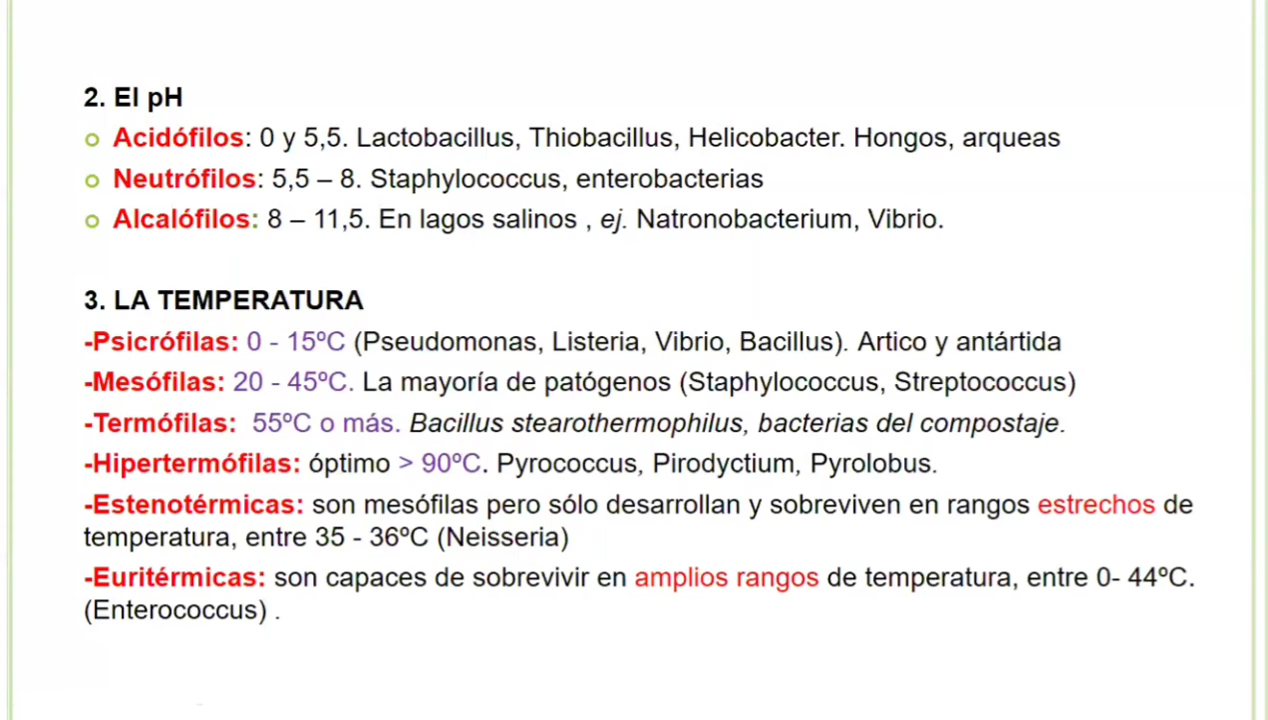 2. El pH
Acidófilos: 0 y 5,5. Lactobacillus, Thiobacillus, Helicobacter. Hongos, arqueas
Neutrófilos: 5,5 – 8. Staphylococcus, enterobacterias
Alcalófilos: 8 – 11,5. En lagos salinos , ej. Natronobacterium, Vibrio.
3. LA TEMPERATURA
-Psicrófilas: 0 - 15ºC (Pseudomonas, Listeria, Vibrio, Bacillus). Artico y antártida
-Mesófilas: 20 - 45ºC. La mayoría de patógenos (Staphylococcus, Streptococcus)
-Termófilas: 55ºC o más. Bacillus stearothermophilus, bacterias del compostaje.
-Hipertermófilas: óptimo > 90ºC. Pyrococcus, Pirodyctium, Pyrolobus.
-Estenotérmicas: son mesófilas pero sólo desarrollan y sobreviven en rangos estrechos de
temperatura, entre 35 - 36ºC (Neisseria)
-Euritérmicas: son capaces de sobrevivir en amplios rangos de temperatura, entre 0- 44ºC.
(Enterococcus) .